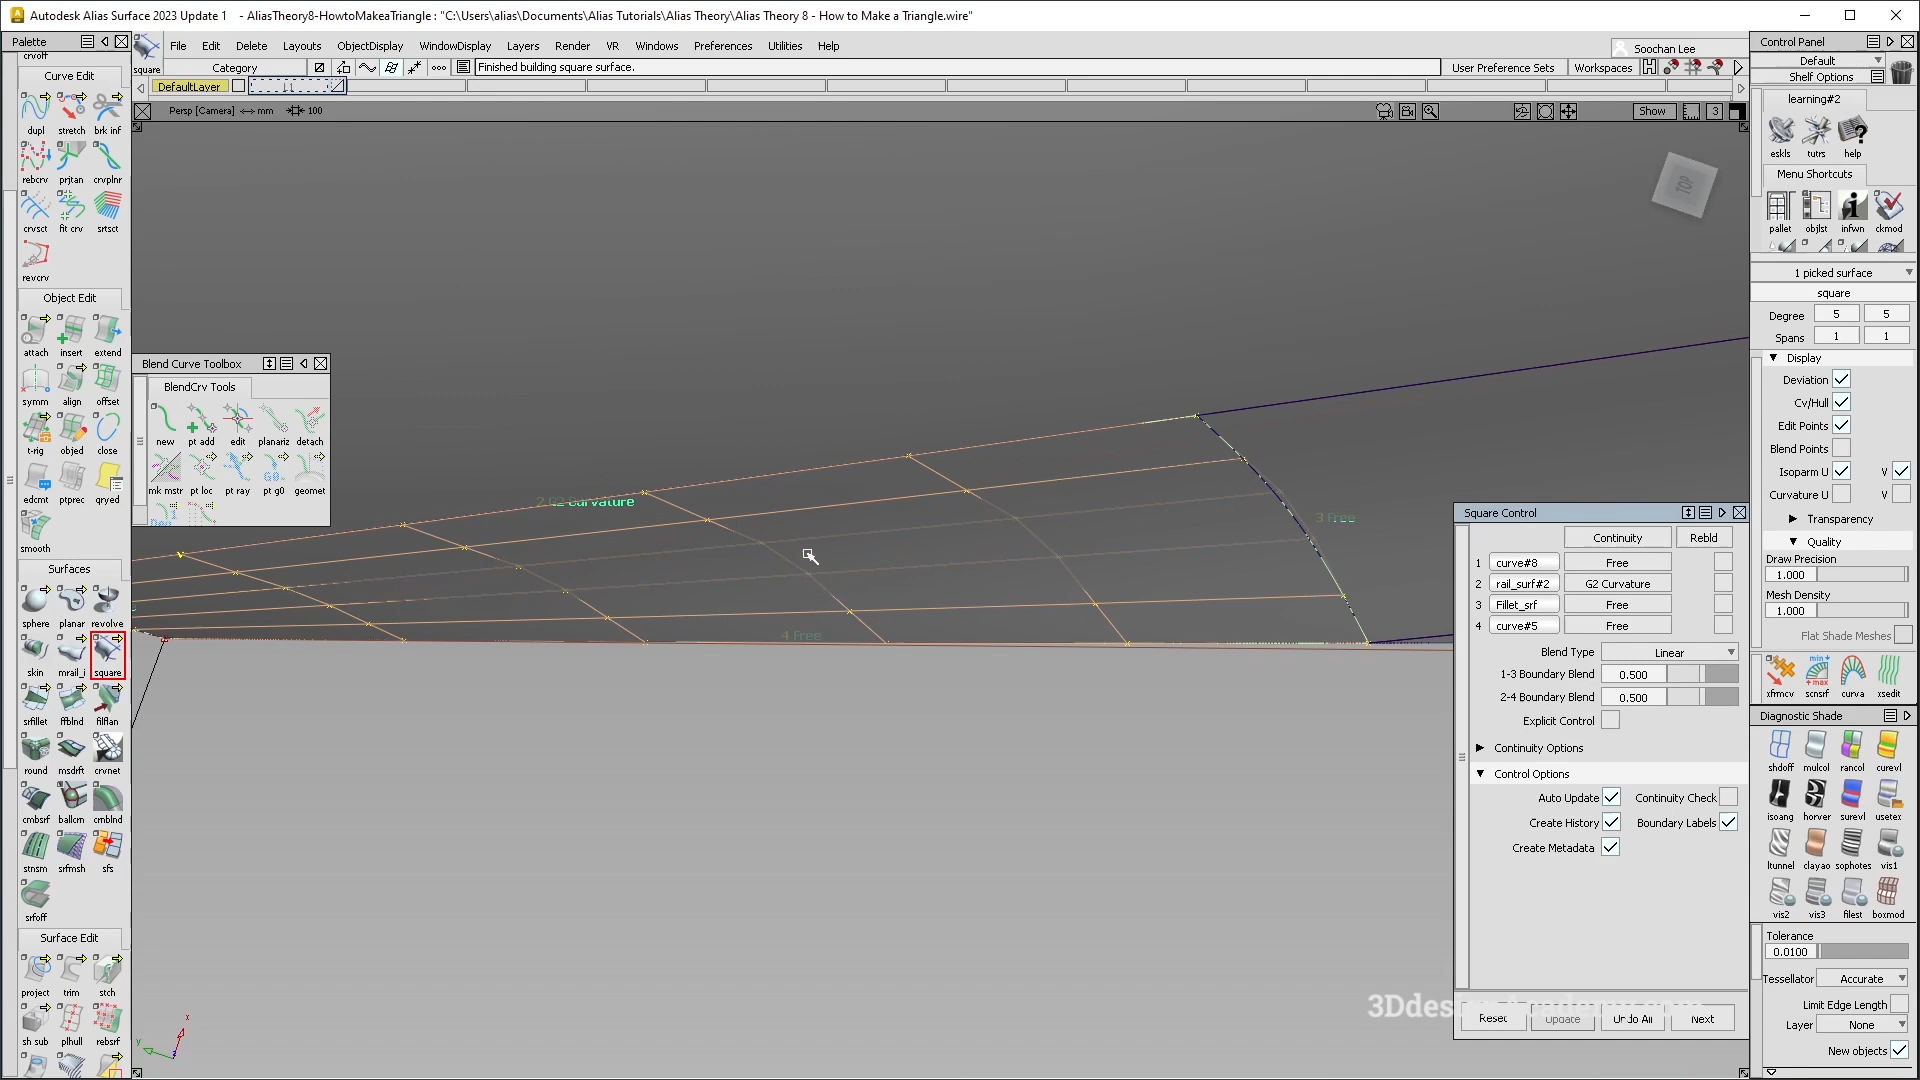 Autodesk Alias Surface 2023 Update 1 - AliasTheory8-HowtoMakeaTriangle : "C:\Users\alias\Documents\Alias Tutorials\Alias Theory\Alias Theory 8 - How to Make a Triangle.wire"
Palette
crvoff
Curve Edit
dupl stretch brk inf
rebcrv prjtan crvplnr
crvsct fit crv srtsct
revcrv
Object Edit
attach insert extend
symm align offset
t-rig objed close
edcmt ptprec qryed
smooth
Surfaces
sphere planar revolve
skin mrail_i square
srfillet ffblnd filflan
round msdrft crvnet
cmbsrf ballcrn cmblnd
stnsm srfmsh sfs
srfoff
Surface Edit
project trim stch
sh sub plhull rebsrf
square
File Edit Delete Layouts ObjectDisplay WindowDisplay Layers Render VR Windows Preferences Utilities Help
Soochan Lee
Category
Finished building square surface.
User Preference Sets
Workspaces
DefaultLayer
L1
Persp [Camera] mm 100
Show
3
TOP
Blend Curve Toolbox
BlendCrv Tools
new pt add edit planariz detach
mk mstr pt loc pt ray pt g0 geomet
2 G2 Curvature
3 Free
4 Free
x
y
z
Square Control
Continuity Rebld
1 curve#8 Free
2 rail_surf#2 G2 Curvature
3 Fillet_srf Free
4 curve#5 Free
Blend Type Linear
1-3 Boundary Blend 0.500
2-4 Boundary Blend 0.500
Explicit Control
Continuity Options
Control Options
Auto Update Continuity Check
Create History Boundary Labels
Create Metadata
Reset Update Undo All Next
3DdesignAcademy.com
Control Panel
Default
Shelf Options
learning#2
eskls tutrs help
Menu Shortcuts
pallet objlst infwn ckmod
1 picked surface
square
Degree 5 5
Spans 1 1
Display
Deviation
Cv/Hull
Edit Points
Blend Points
Isoparm U V
Curvature U V
Transparency
Quality
Draw Precision
1.000
Mesh Density
1.000
Flat Shade Meshes
xfrmcv scnsrf curva xsedit
Diagnostic Shade
shdoff mulcol rancol curevl
isoang horver surevl usetex
ltunnel clayao sophotes vis1
vis2 vis3 filest boxmod
Tolerance
0.0100
Tessellator Accurate
Limit Edge Length
Layer None
New objects